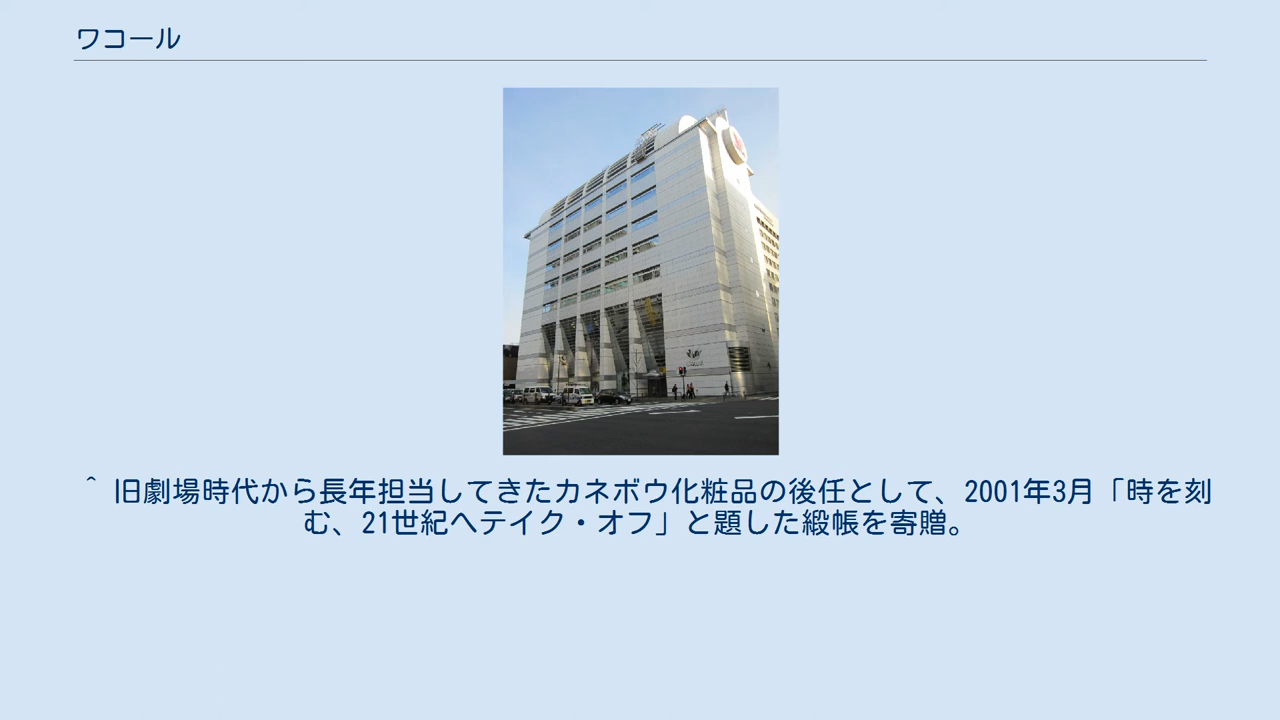 ワコール
^ 旧劇場時代から長年担当してきたカネボウ化粧品の後任として、2001年3月「時を刻
む、21世紀へテイク・オフ」と題した緞帳を寄贈。